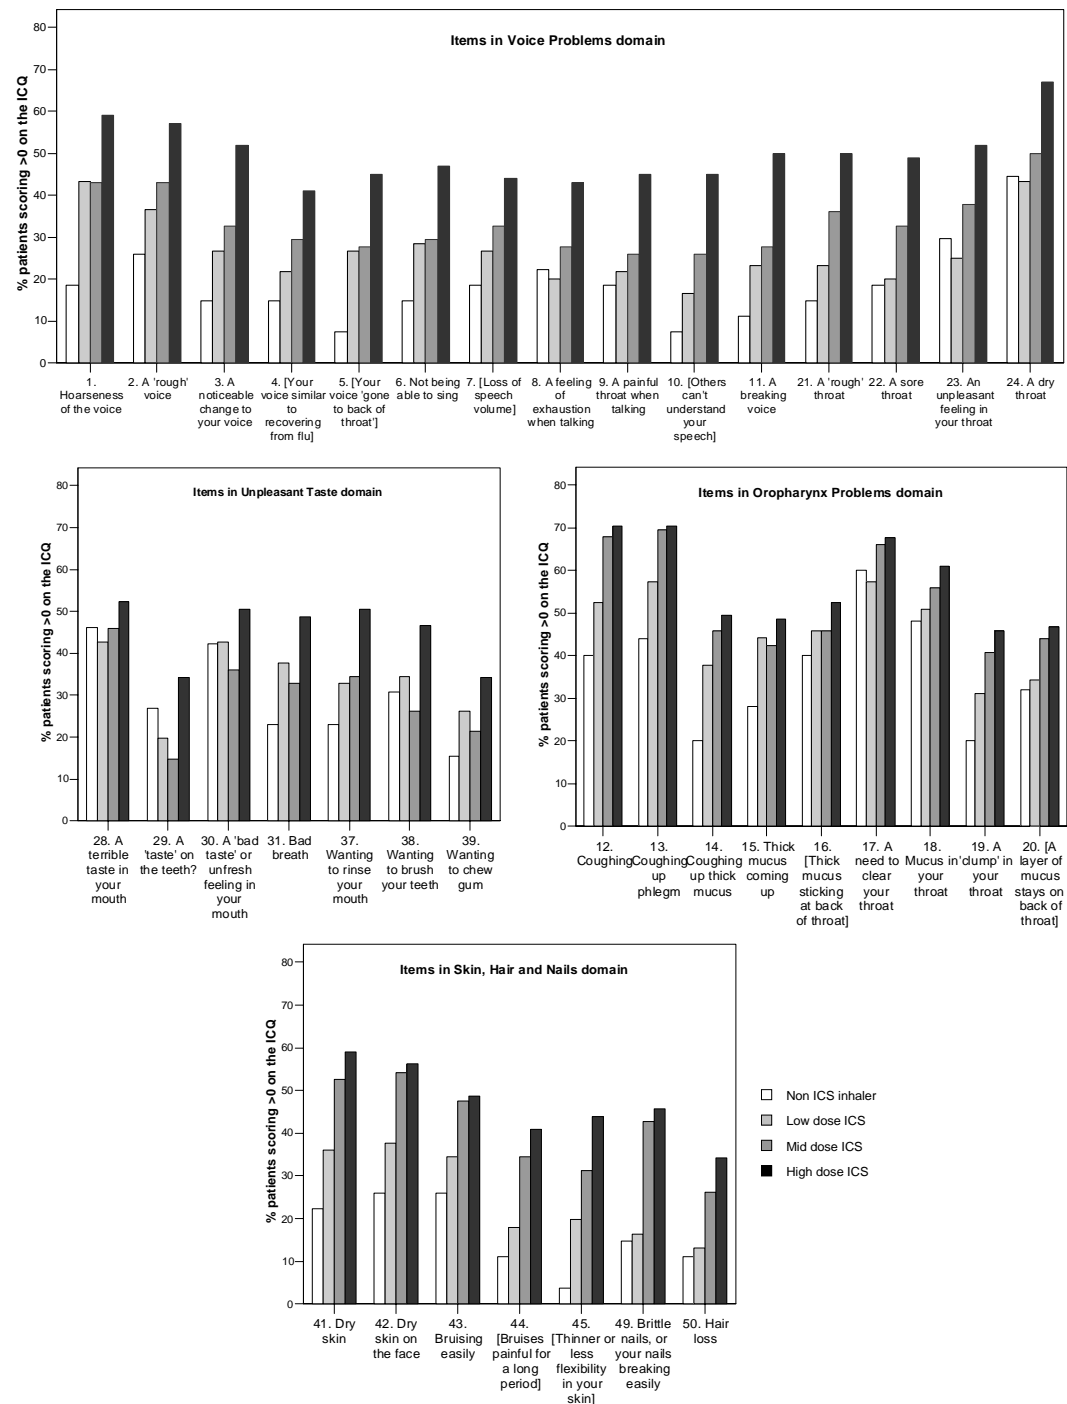 Items in Voice Problems domain
% patients scoring >0 on the ICQ
80
70
60
50
40
30
20
10
0
1.
Hoarseness
of the voice
2. A 'rough'
voice
3. A
noticeable
change to
your voice
4. [Your
voice similar
to
recovering
from flu]
5. [Your
voice 'gone
to back of
throat']
6. Not being
able to sing
7. [Loss of
speech
volume]
8. A feeling
of
exhaustion
when talking
9. A painful
throat when
talking
10. [Others
can't
understand
your
speech]
11. A
breaking
voice
21. A 'rough'
throat
22. A sore
throat
23. An
unpleasant
feeling in
your throat
24. A dry
throat
Items in Unpleasant Taste domain
% patients scoring >0 on the ICQ
80
70
60
50
40
30
20
10
0
28. A
terrible
taste in
your
mouth
29. A
'taste' on
the teeth?
30. A 'bad
taste' or
unfresh
feeling in
your
mouth
31. Bad
breath
37.
Wanting
to rinse
your
mouth
38.
Wanting
to brush
your teeth
39.
Wanting
to chew
gum
Items in Oropharynx Problems domain
% patients scoring >0 on the ICQ
80
70
60
50
40
30
20
10
0
12.
Coughing
13.
Coughing
up
phlegm
14.
Coughing
up thick
mucus
15. Thick
mucus
coming
up
16.
[Thick
mucus
sticking
at back
of throat]
17. A
need to
clear
your
throat
18.
Mucus in
your
throat
19. A
'clump' in
your
throat
20. [A
layer of
mucus
stays on
back of
throat]
Items in Skin, Hair and Nails domain
% patients scoring >0 on the ICQ
80
70
60
50
40
30
20
10
0
41. Dry
skin
42. Dry
skin on
the face
43.
Bruising
easily
44.
[Bruises
painful for
a long
period]
45.
[Thinner or
less
flexibility
in your
skin]
49. Brittle
nails, or
your nails
breaking
easily
50. Hair
loss
Non ICS inhaler
Low dose ICS
Mid dose ICS
High dose ICS